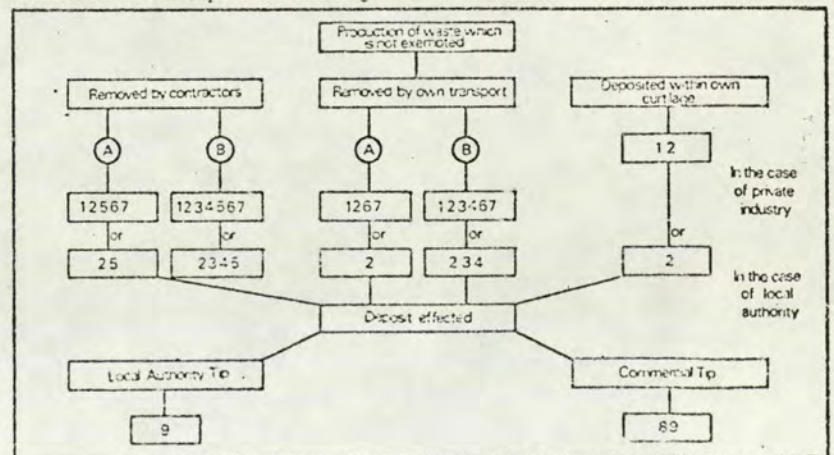 Production of waste which
is not exempted
Removed by contractors
Removed by own transport
Deposited within own
curtilage
A
B
A
B
12
In the case
of private
industry
12567
1234567
1267
123467
or
or
or
or
or
25
2345
2
234
2
In the case
of local
authority
Deposit effected
Local Authority Tip
Commercial Tip
9
89